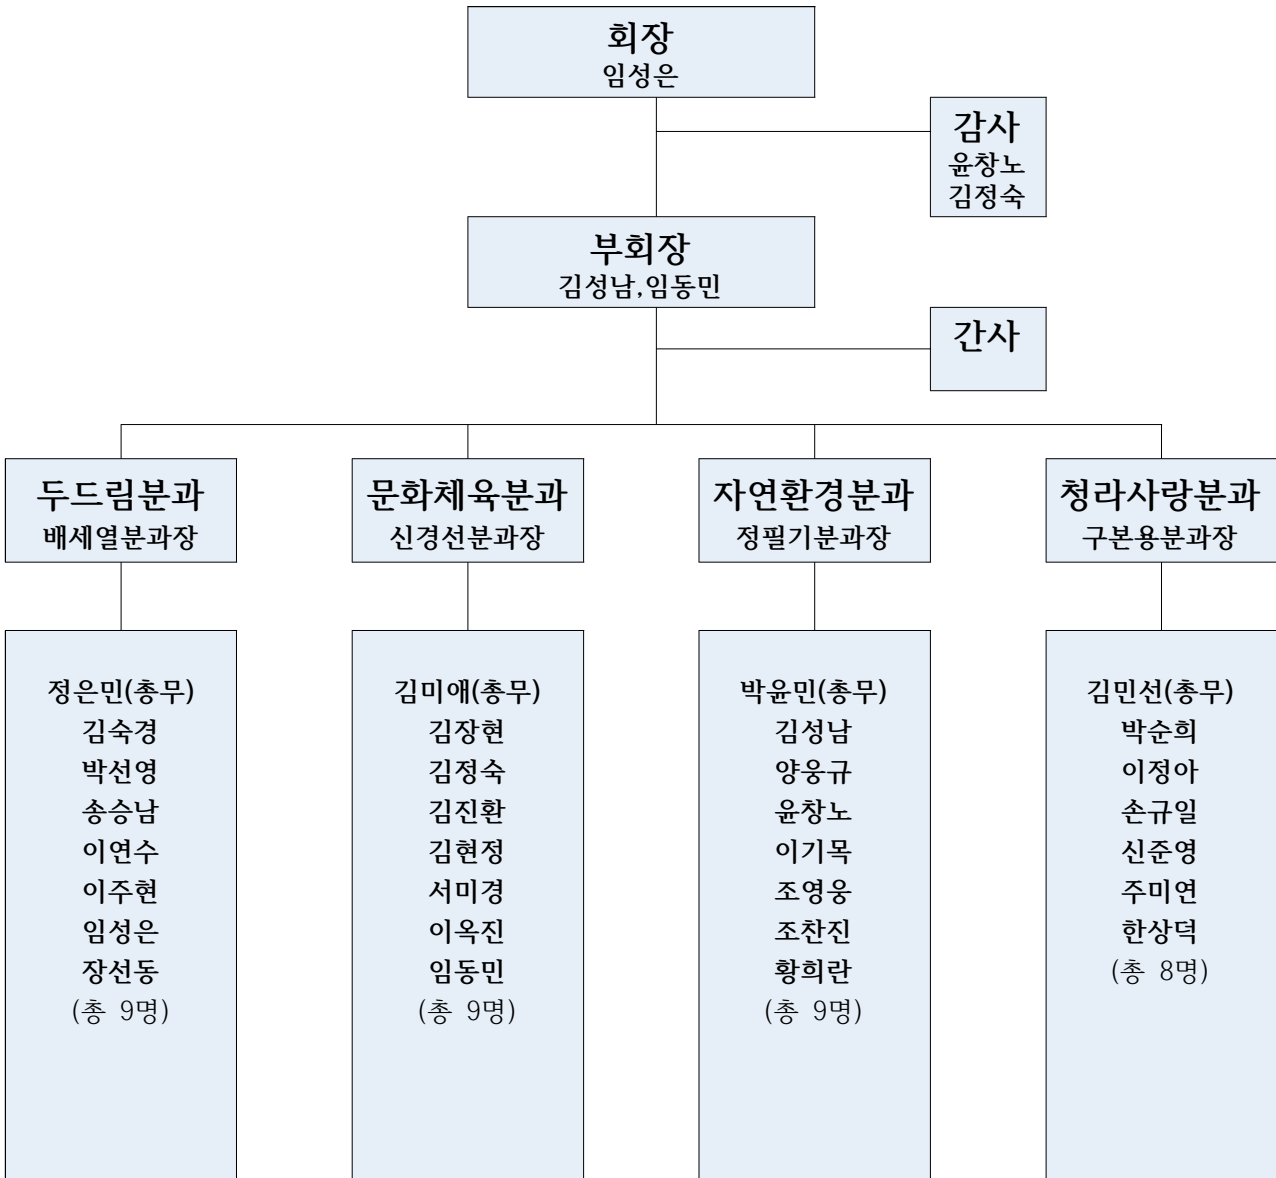 회장
임성은
감사
윤창노
김정숙
부회장
김성남,임동민
간사
두드림분과
배세열분과장
문화체육분과
신경선분과장
자연환경분과
정필기분과장
청라사랑분과
구본용분과장
정은민(총무)
김숙경
박선영
송승남
이연수
이주현
임성은
장선동
(총 9명)
김미애(총무)
김장현
김정숙
김진환
김현정
서미경
이옥진
임동민
(총 9명)
박윤민(총무)
김성남
양웅규
윤창노
이기목
조영웅
조찬진
황희란
(총 9명)
김민선(총무)
박순희
이정아
손규일
신준영
주미연
한상덕
(총 8명)